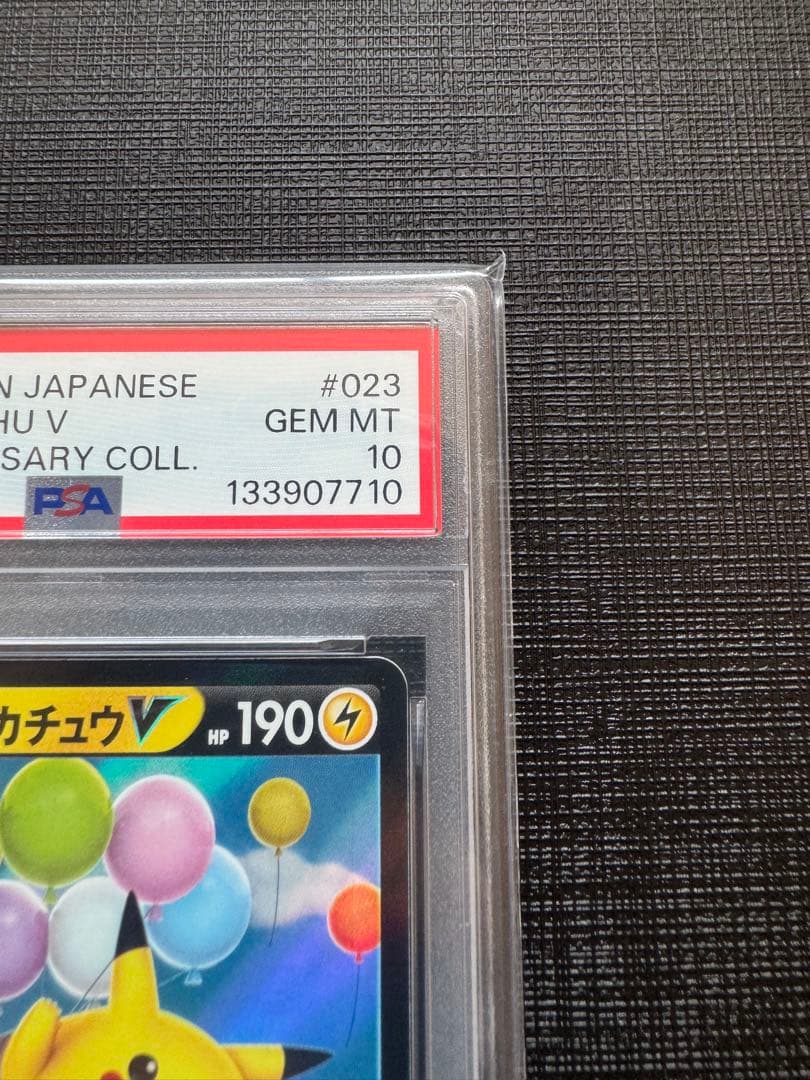 N JAPANESE #023
HU V GEM MT
SARY COLL. 10
PSA 133907710
カチュウV HP 190